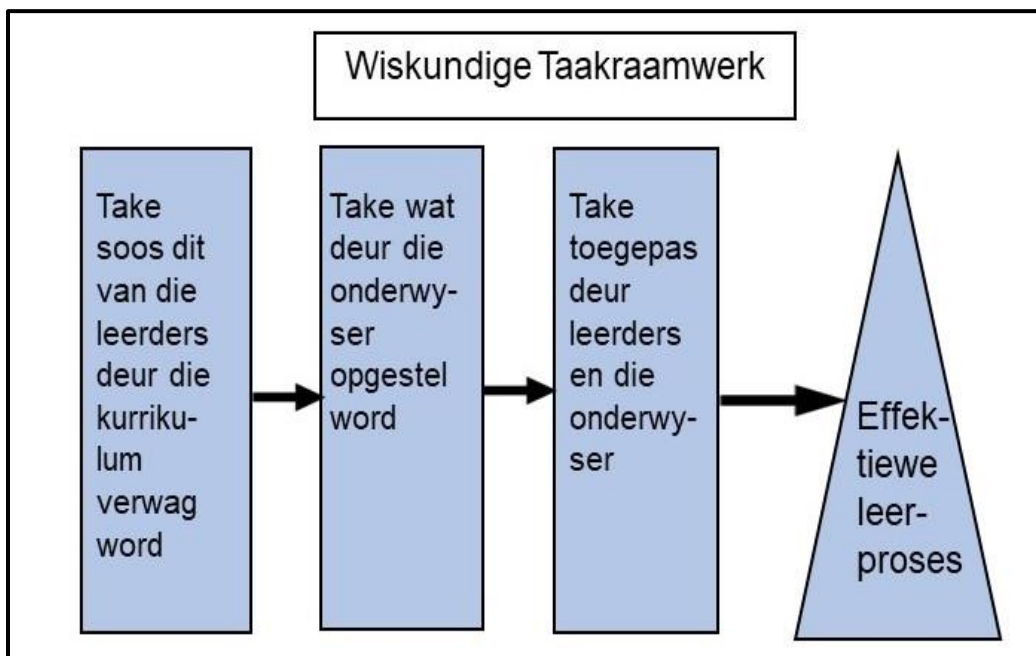 Wiskundige Taakraamwerk
Take
soos dit
van die
leerders
deur die
kurriku-
lum
verwag
word
Take wat
deur die
onderwy-
ser
opgestel
word
Take
toegepas
deur
leerders
en die
onderwy-
ser
Effek-
tiewe
leer-
proses